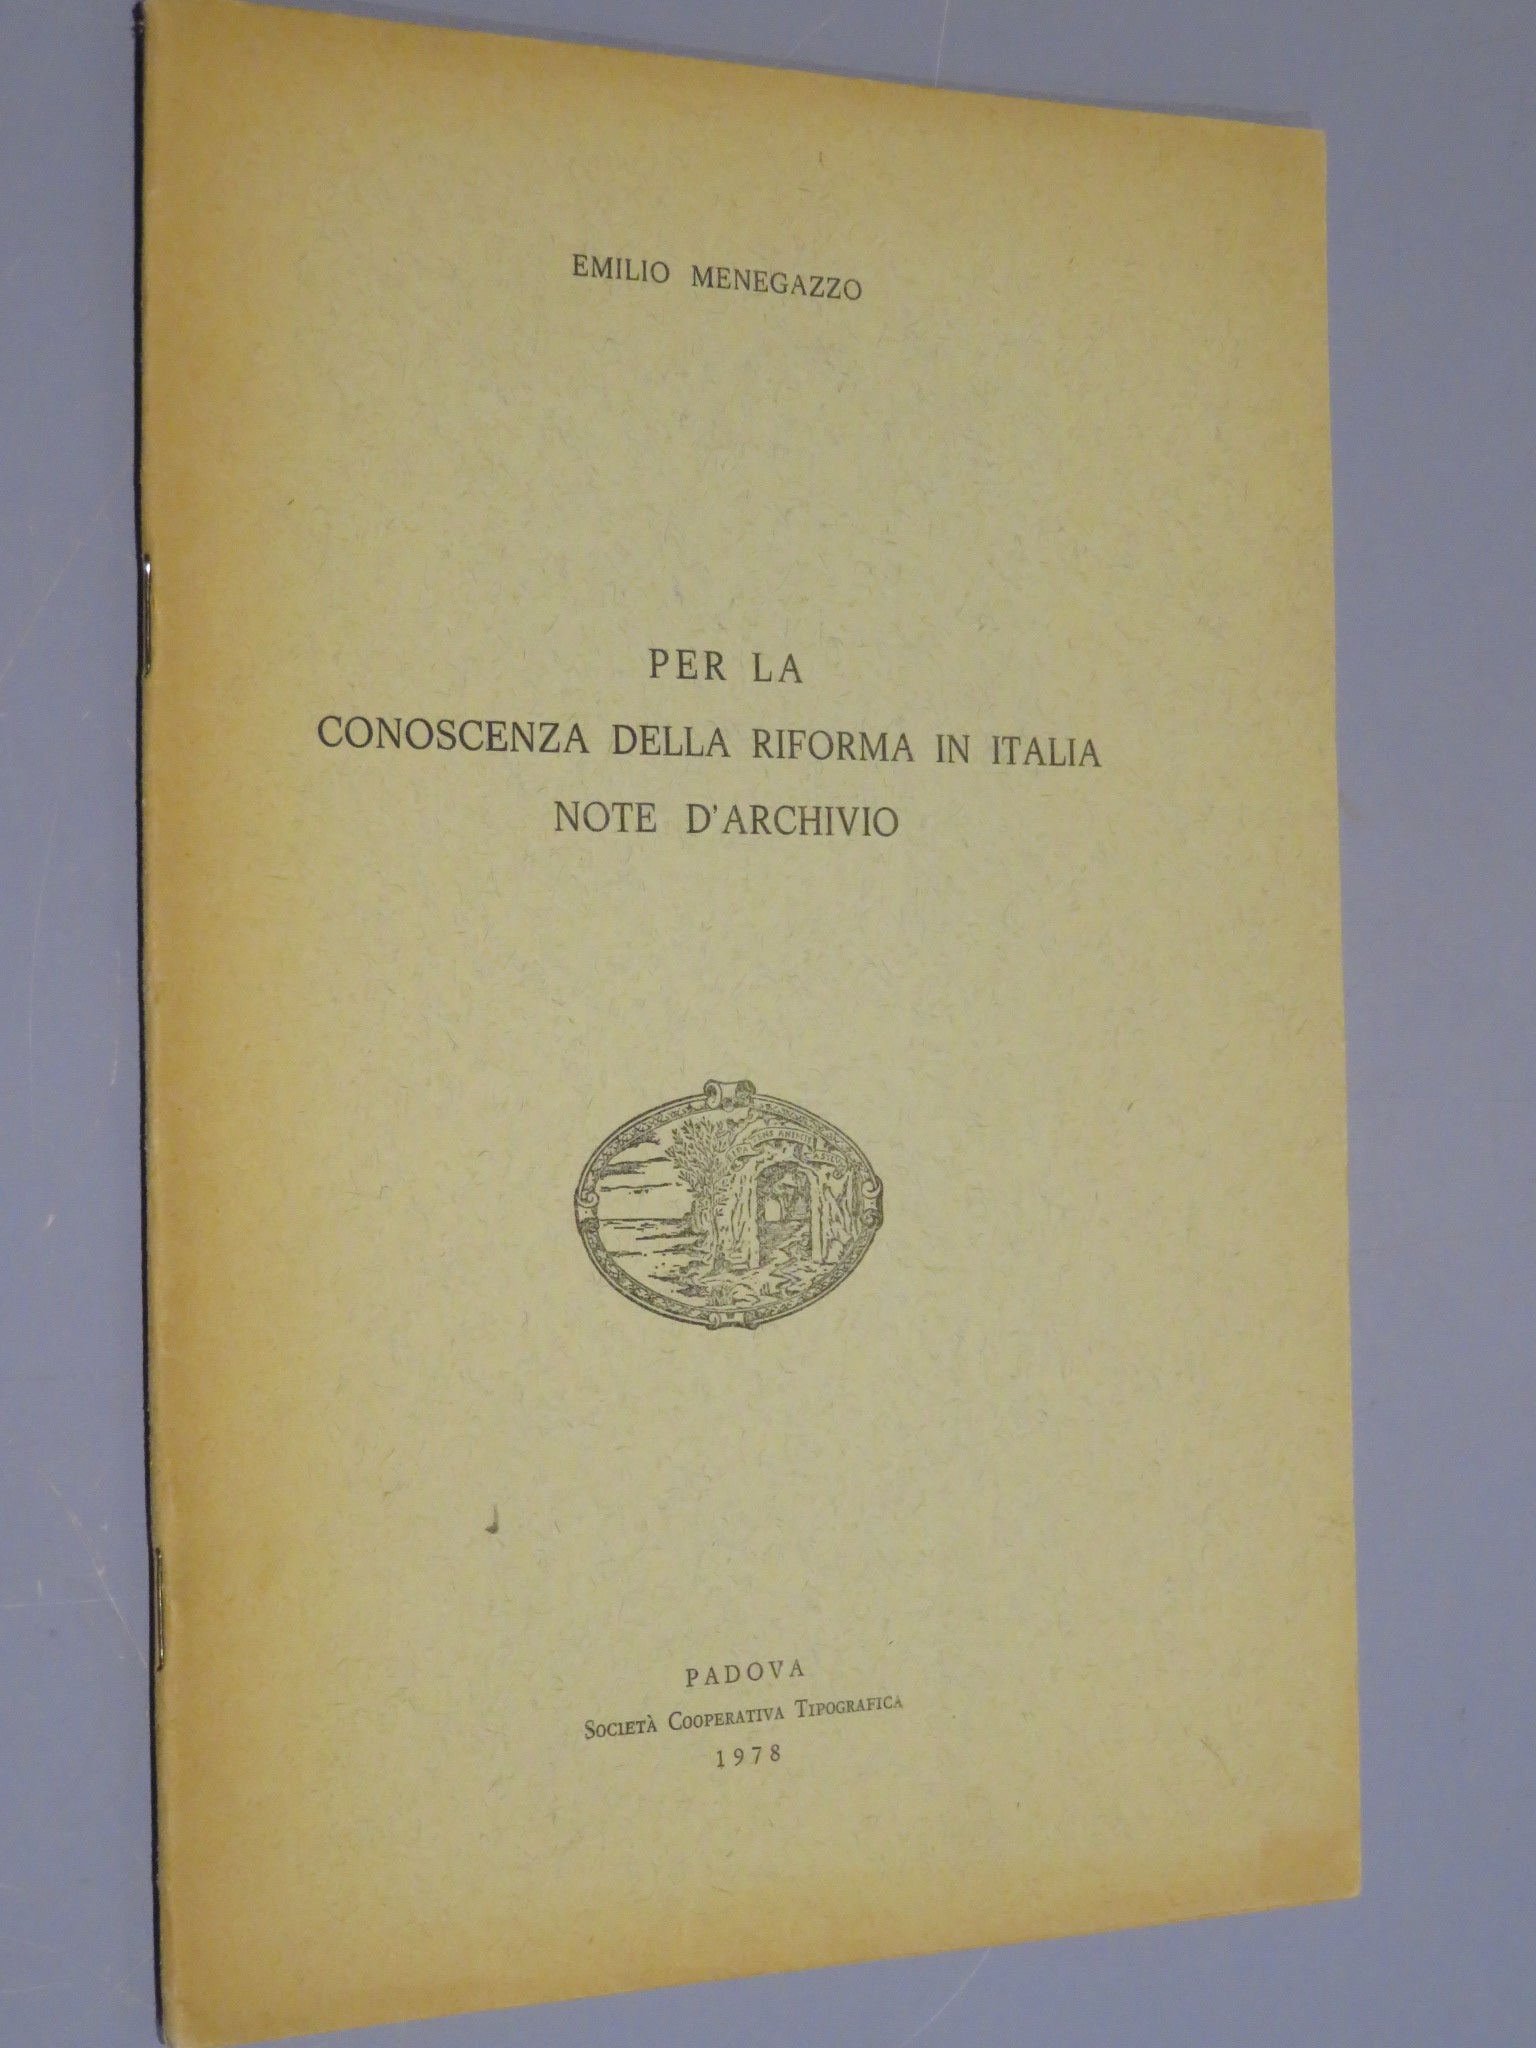 EMILIO MENEGAZZO
PER LA
CONOSCENZA DELLA RIFORMA IN ITALIA
NOTE D'ARCHIVIO
PADOVA
SOCIETÀ COOPERATIVA TIPOGRAFICA
1978